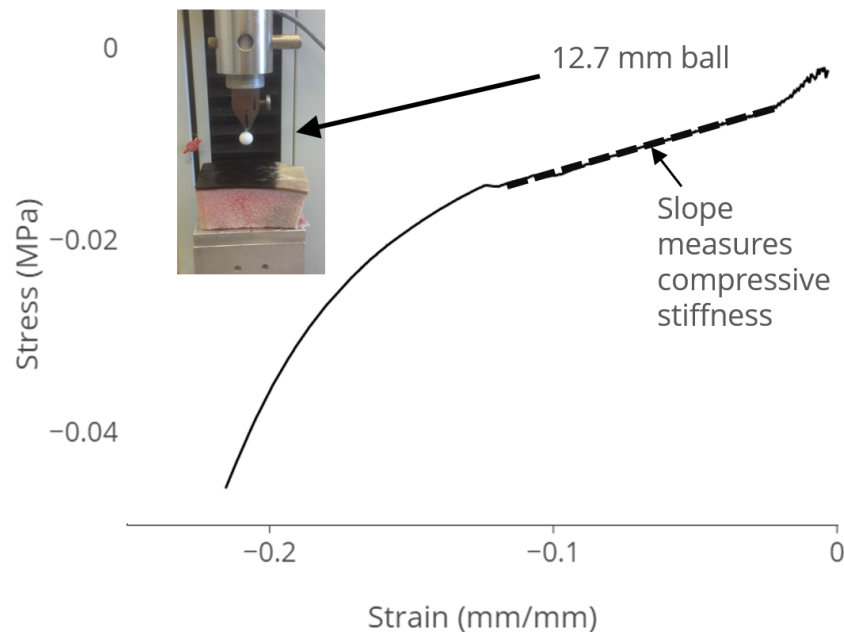 0
12.7 mm ball
Slope
measures
compressive
stiffness
−0.02
−0.04
Stress (MPa)
−0.2
−0.1
0
Strain (mm/mm)